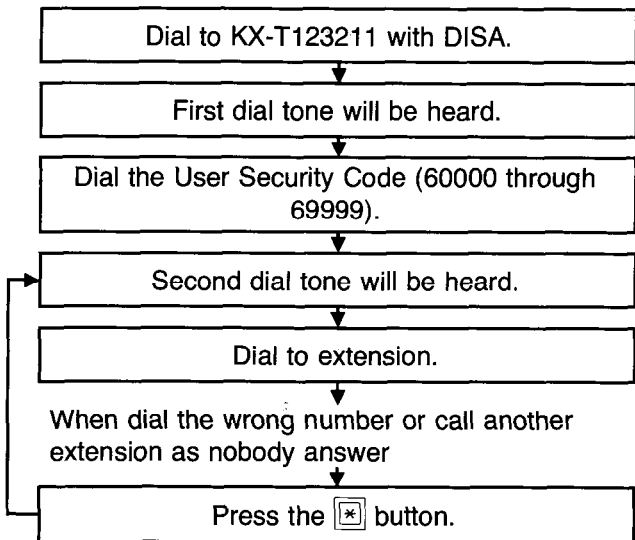 Dial to KX-T123211 with DISA.
First dial tone will be heard.
Dial the User Security Code (60000 through
69999).
Second dial tone will be heard.
Dial to extension.
When dial the wrong number or call another
extension as nobody answer
Press the * button.